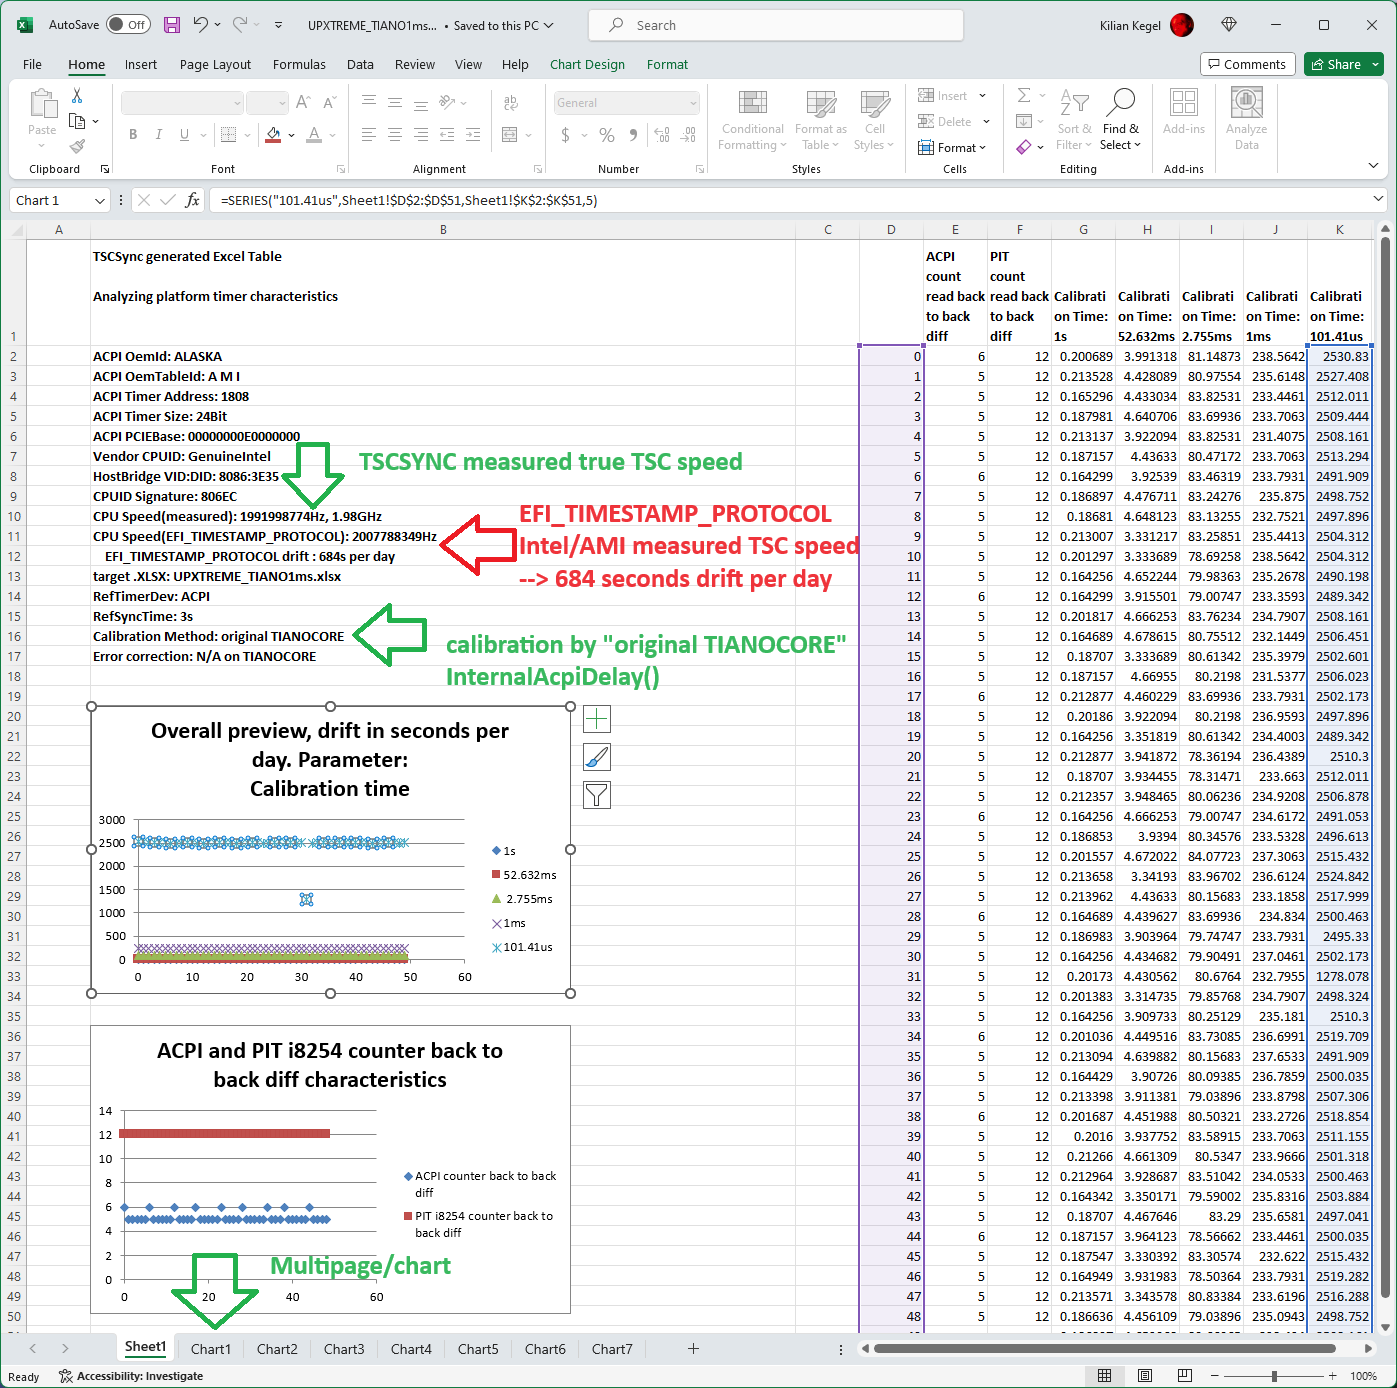 AutoSave Off UPXTREME_TIANO1ms... • Saved to this PC Search Kilian Kegel
File Home Insert Page Layout Formulas Data Review View Help Chart Design Format Comments Share
Paste General Conditional Formatting Format as Table Cell Styles Insert Delete Format Sort & Filter Find & Select Add-ins Analyze Data
Clipboard Font Alignment Number Styles Cells Editing Add-ins
Chart 1 fx =SERIES("101.41us",Sheet1!$D$2:$D$51,Sheet1!$K$2:$K$51,5)
A B C D E F G H I J K
1 TSCSync generated Excel Table
Analyzing platform timer characteristics
ACPI count read back to back diff
PIT count read back to back diff
Calibrati on Time: 1s
Calibrati on Time: 52.632ms
Calibrati on Time: 2.755ms
Calibrati on Time: 1ms
Calibrati on Time: 101.41us
2 ACPI OemId: ALASKA 0 6 12 0.200689 3.991318 81.14873 238.5642 2530.83
3 ACPI OemTableId: A M I 1 5 12 0.213528 4.428089 80.97554 235.6148 2527.408
4 ACPI Timer Address: 1808 2 5 12 0.165296 4.433034 83.82531 233.4461 2512.011
5 ACPI Timer Size: 24Bit 3 5 12 0.187981 4.640706 83.69936 233.7063 2509.444
6 ACPI PCIEBase: 00000000E0000000 4 5 12 0.213137 3.922094 83.82531 231.4075 2508.161
7 Vendor CPUID: GenuineIntel 5 5 12 0.187157 4.43633 80.47172 233.7063 2513.294
8 HostBridge VID:DID: 8086:3E35 6 6 12 0.164299 3.92539 83.46319 233.7931 2491.909
9 CPUID Signature: 806EC 7 5 12 0.186897 4.476711 83.24276 235.875 2498.752
10 CPU Speed(measured): 1991998774Hz, 1.98GHz 8 5 12 0.18681 4.648123 83.13255 232.7521 2497.896
11 CPU Speed(EFI_TIMESTAMP_PROTOCOL): 2007788349Hz 9 5 12 0.213007 3.331217 83.25851 235.4413 2504.312
12 EFI_TIMESTAMP_PROTOCOL drift : 684s per day 10 5 12 0.201297 3.333689 78.69258 238.5642 2504.312
13 target .XLSX: UPXTREME_TIANO1ms.xlsx 11 5 12 0.164256 4.652244 79.98363 235.2678 2490.198
14 RefTimerDev: ACPI 12 6 12 0.164299 3.915501 79.00747 233.3593 2489.342
15 RefSyncTime: 3s 13 5 12 0.201817 4.666253 83.76234 234.7907 2508.161
16 Calibration Method: original TIANOCORE 14 5 12 0.164689 4.678615 80.75512 232.1449 2506.451
17 Error correction: N/A on TIANOCORE 15 5 12 0.18707 3.333689 80.61342 235.3979 2502.601
18 16 5 12 0.187157 4.66955 80.2198 231.5377 2506.023
19 17 6 12 0.212877 4.460229 83.69936 233.7931 2502.173
20 18 5 12 0.20186 3.922094 80.2198 236.9593 2497.896
21 19 5 12 0.164256 3.351819 80.61342 234.4003 2489.342
22 20 5 12 0.212877 3.941872 78.36194 236.4389 2510.3
23 21 5 12 0.18707 3.934455 78.31471 233.663 2512.011
24 22 5 12 0.212357 3.948465 80.06236 234.9208 2506.878
25 23 6 12 0.164256 4.666253 79.00747 234.6172 2491.053
26 24 5 12 0.186853 3.9394 80.34576 233.5328 2496.613
27 25 5 12 0.201557 4.672022 84.07723 237.3063 2515.432
28 26 5 12 0.213658 3.34193 83.96702 236.6124 2524.842
29 27 5 12 0.213962 4.43633 80.15683 233.1858 2517.999
30 28 6 12 0.164689 4.439627 83.69936 234.834 2500.463
31 29 5 12 0.186983 3.903964 79.74747 233.7931 2495.33
32 30 5 12 0.164256 4.434682 79.90491 237.0461 2502.173
33 31 5 12 0.20173 4.430562 80.6764 232.7955 1278.078
34 32 5 12 0.201383 3.314735 79.85768 234.7907 2498.324
35 33 5 12 0.164256 3.909733 80.25129 235.181 2510.3
36 34 6 12 0.201036 4.449516 83.73085 236.6991 2519.709
37 35 5 12 0.213094 4.639882 80.15683 237.6533 2491.909
38 36 5 12 0.164429 3.90726 80.09385 236.7859 2500.035
39 37 5 12 0.213398 3.911381 79.03896 233.8798 2507.306
40 38 6 12 0.201687 4.451988 80.50321 233.2726 2518.854
41 39 5 12 0.2016 3.937752 83.58915 233.7063 2511.155
42 40 5 12 0.21266 4.661309 80.5347 233.9666 2501.318
43 41 5 12 0.212964 3.928687 83.51042 234.0533 2500.463
44 42 5 12 0.164342 3.350171 79.59002 235.8316 2503.884
45 43 5 12 0.18707 4.467646 83.29 235.6581 2497.041
46 44 6 12 0.187157 3.964123 78.56662 233.4461 2500.035
47 45 5 12 0.187547 3.330392 83.30574 232.622 2515.432
48 46 5 12 0.164949 3.931983 78.50364 233.7931 2519.282
49 47 5 12 0.213571 3.343578 80.83384 233.6196 2516.288
50 48 5 12 0.186636 4.456109 79.03896 235.0943 2498.752
TSCSYNC measured true TSC speed
EFI_TIMESTAMP_PROTOCOL
Intel/AMI measured TSC speed
--> 684 seconds drift per day
calibration by "original TIANOCORE"
InternalAcpiDelay()
Overall preview, drift in seconds per
day. Parameter:
Calibration time
3000
2500
2000
1500
1000
500
0
0 10 20 30 40 50 60
1s
52.632ms
2.755ms
1ms
101.41us
ACPI and PIT i8254 counter back to
back diff characteristics
14
12
10
8
6
4
2
0
0 20 40 60
ACPI counter back to back
diff
PIT i8254 counter back to
back diff
Multipage/chart
Sheet1 Chart1 Chart2 Chart3 Chart4 Chart5 Chart6 Chart7
Ready Accessibility: Investigate 100%